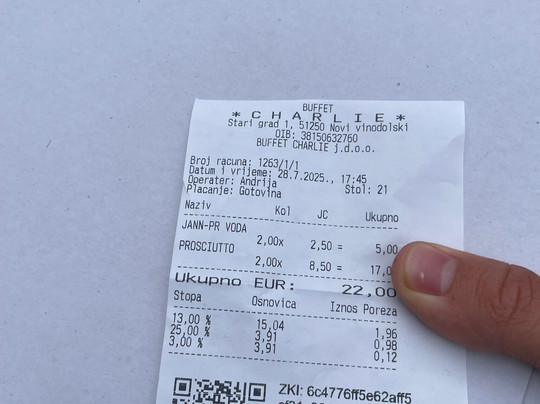 BUFFET
* C H A R L I E *
Stari grad 1, 51250 Novi vinodolski
OIB: 38150632760
BUFFET CHARLIE j.d.o.o.
Broj racuna: 1263/1/1
Datum i vrijeme: 28.7.2025., 17:45
Operater: Andrija Stol: 21
Placanje: Gotovina
Naziv Kol JC Ukupno
JANN-PR VODA
2,00x 2,50 = 5,00
PROSCIUTTO
2,00x 8,50 = 17,0
Ukupno EUR: 22,00
Stopa Osnovica Iznos Poreza
13,00 % 15,04 1,96
25,00 % 3,91 0,98
3,00 % 3,91 0,12
ZKI: 6c4776ff5e62aff5